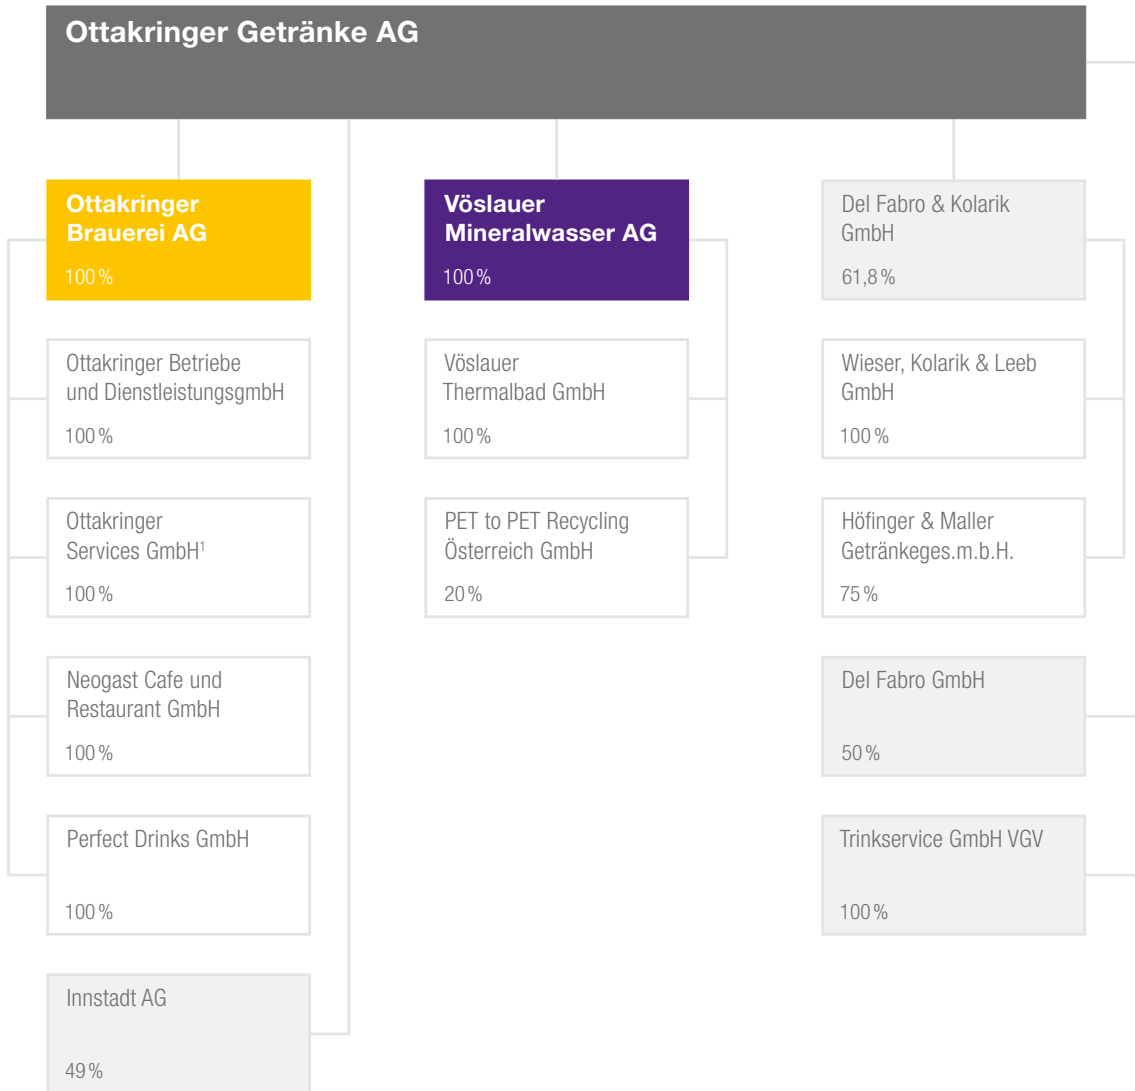 Ottakringer Getränke AG
Ottakringer
Brauerei AG
100 %
Ottakringer Betriebe
und DienstleistungsgmbH
100 %
Ottakringer
Services GmbH¹
100 %
Neogast Cafe und
Restaurant GmbH
100 %
Perfect Drinks GmbH
100 %
Innstadt AG
49 %
Vöslauer
Mineralwasser AG
100 %
Vöslauer
Thermalbad GmbH
100 %
PET to PET Recycling
Österreich GmbH
20 %
Del Fabro & Kolarik
GmbH
61,8 %
Wieser, Kolarik & Leeb
GmbH
100 %
Höfinger & Maller
Getränkeges.m.b.H.
75 %
Del Fabro GmbH
50 %
Trinkservice GmbH VGV
100 %